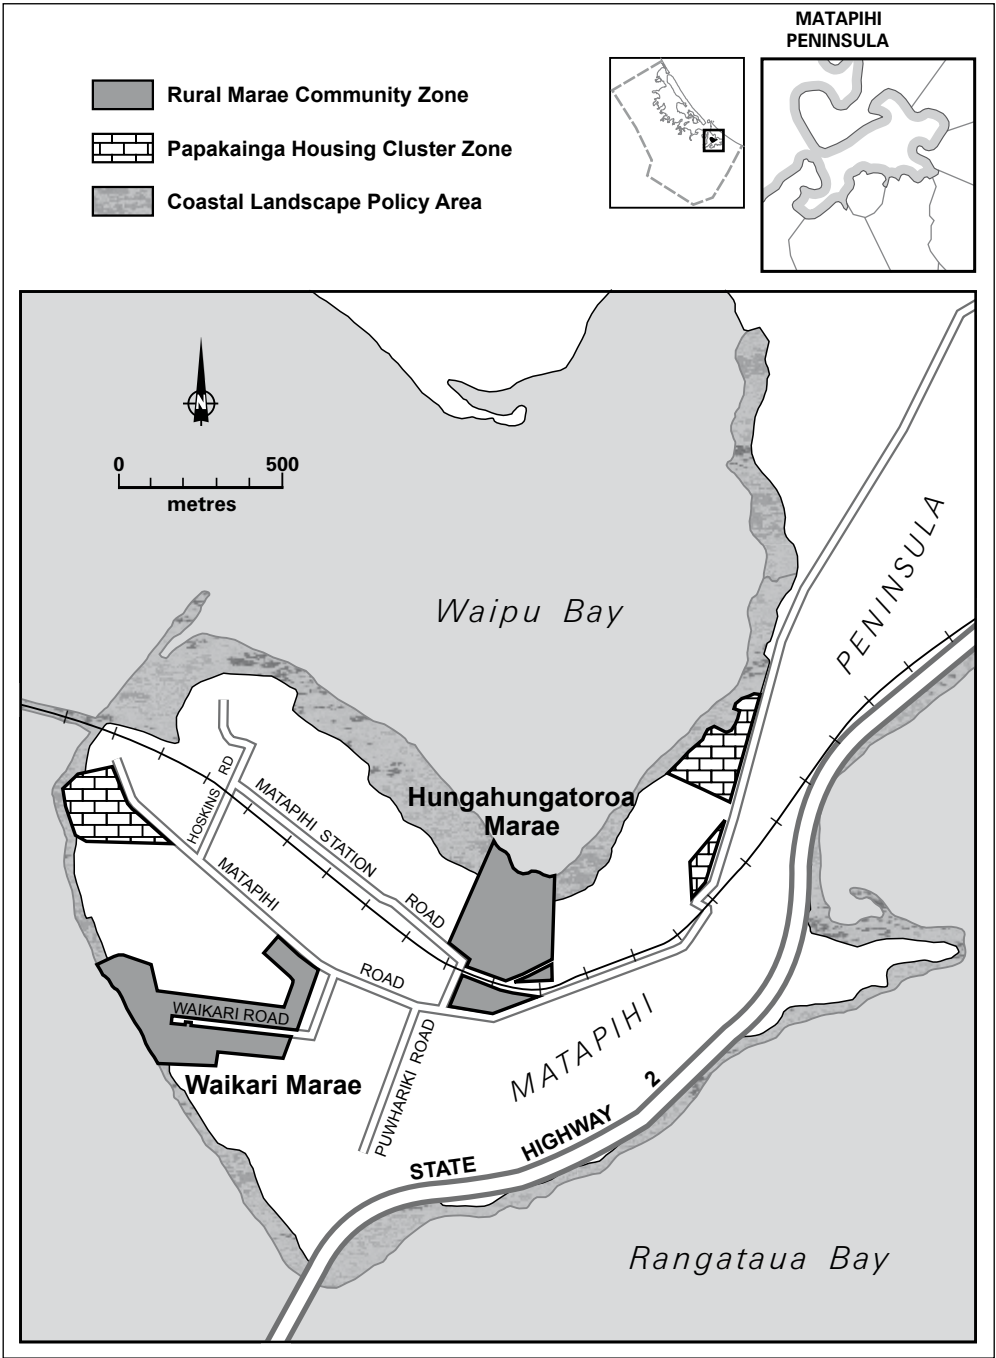 MATAPIHI
PENINSULA
Rural Marae Community Zone
Papakainga Housing Cluster Zone
Coastal Landscape Policy Area
N
0 500
metres
Waipu Bay
PENINSULA
HOSKINS RD
MATAPIHI STATION ROAD
Hungahungatoroa
Marae
MATAPIHI ROAD
WAIKARI ROAD
Waikari Marae
PUWHARIKI ROAD
MATAPIHI
STATE HIGHWAY 2
Rangataua Bay